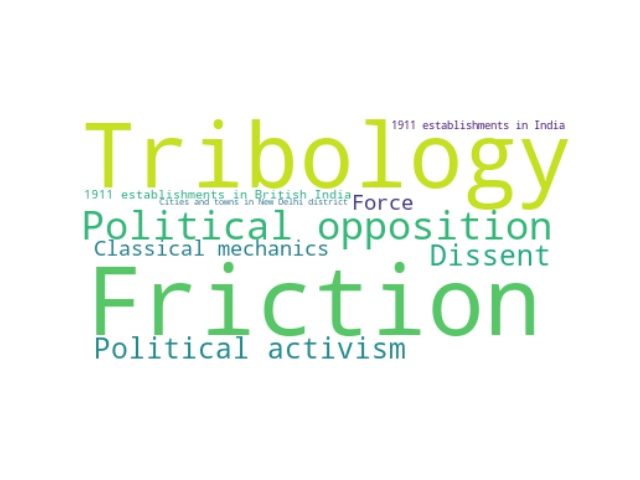 1911 establishments in India
Tribology
1911 establishments in British India
Cities and towns in New Delhi district
Force
Political opposition
Classical mechanics
Dissent
Friction
Political activism